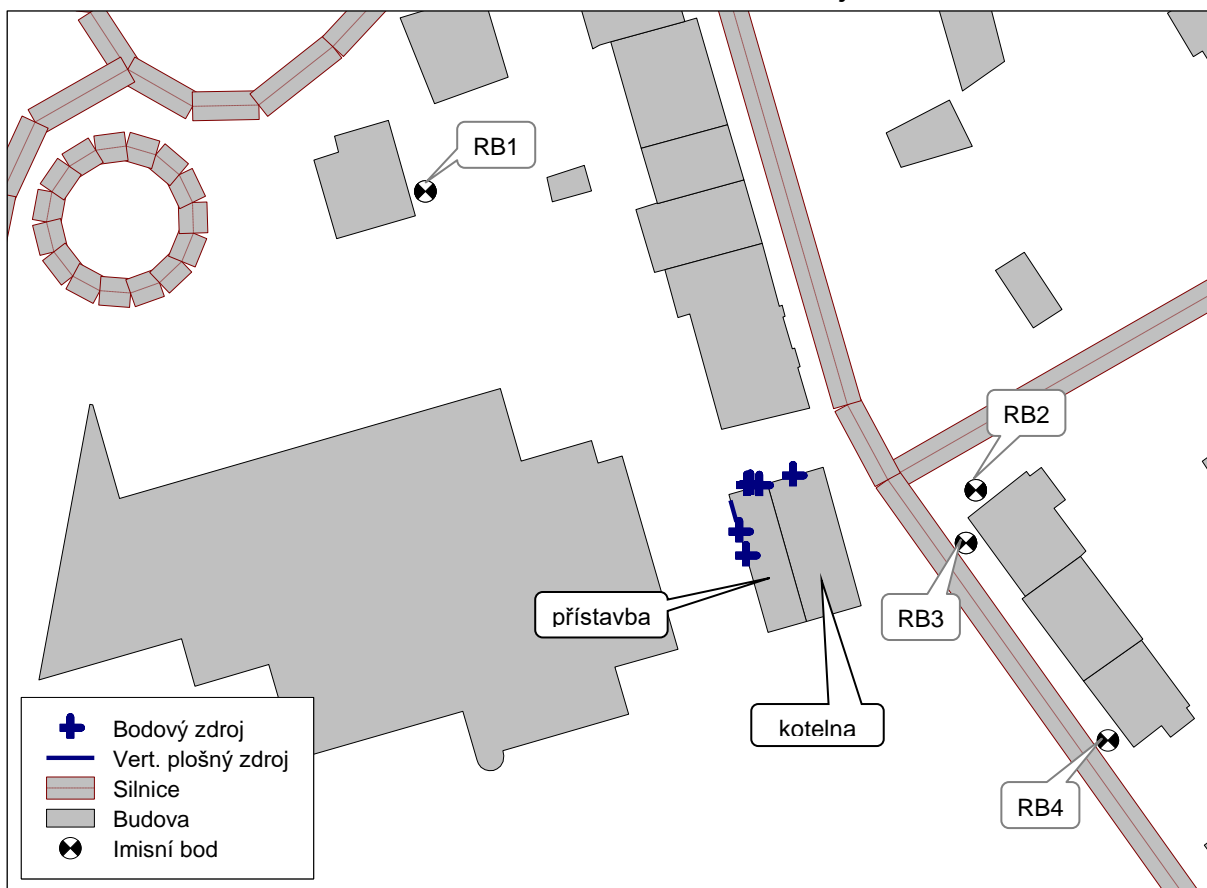 RB1
RB2
RB3
přístavba
kotelna
RB4
Bodový zdroj
Vert. plošný zdroj
Silnice
Budova
Imisní bod